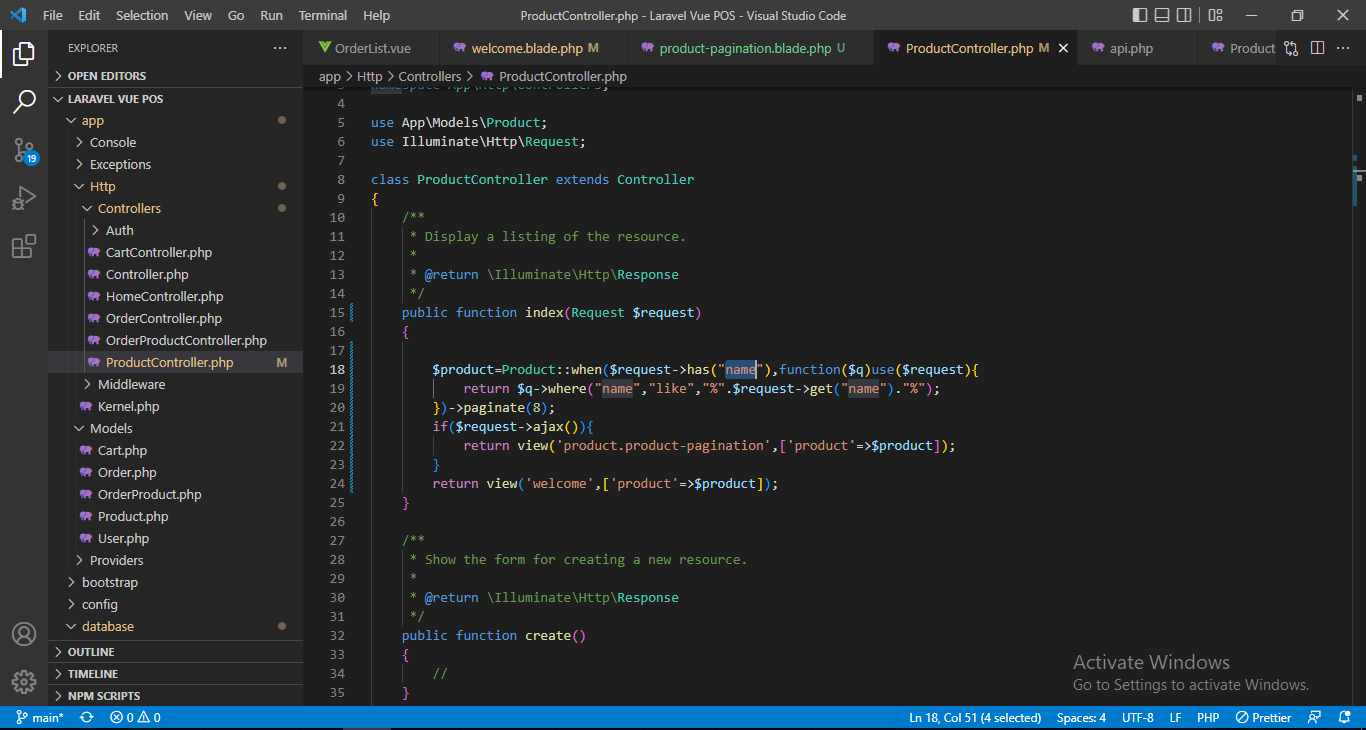 File Edit Selection View Go Run Terminal Help ProductController.php - Laravel Vue POS - Visual Studio Code
EXPLORER
OrderList.vue welcome.blade.php M product-pagination.blade.php U ProductController.php M api.php Product
app > Http > Controllers > ProductController.php
OPEN EDITORS
LARAVEL VUE POS
app
Console
Exceptions
Http
Controllers
Auth
CartController.php
Controller.php
HomeController.php
OrderController.php
OrderProductController.php
ProductController.php M
Middleware
Kernel.php
Models
Cart.php
Order.php
OrderProduct.php
Product.php
User.php
Providers
bootstrap
config
database
OUTLINE
TIMELINE
NPM SCRIPTS
19
3 namespace App\Http\Controllers;
4
5 use App\Models\Product;
6 use Illuminate\Http\Request;
7
8 class ProductController extends Controller
9 {
10 /**
11 * Display a listing of the resource.
12 *
13 * @return \Illuminate\Http\Response
14 */
15 public function index(Request $request)
16 {
17
18 $product=Product::when($request->has("name"),function($q)use($request){
19 return $q->where("name","like","%".$request->get("name")."%");
20 })->paginate(8);
21 if($request->ajax()){
22 return view('product.product-pagination',['product'=>$product]);
23 }
24 return view('welcome',['product'=>$product]);
25 }
26
27 /**
28 * Show the form for creating a new resource.
29 *
30 * @return \Illuminate\Http\Response
31 */
32 public function create()
33 {
34 //
35 }
Activate Windows
Go to Settings to activate Windows.
main* 0 0 Ln 18, Col 51 (4 selected) Spaces: 4 UTF-8 LF PHP Prettier